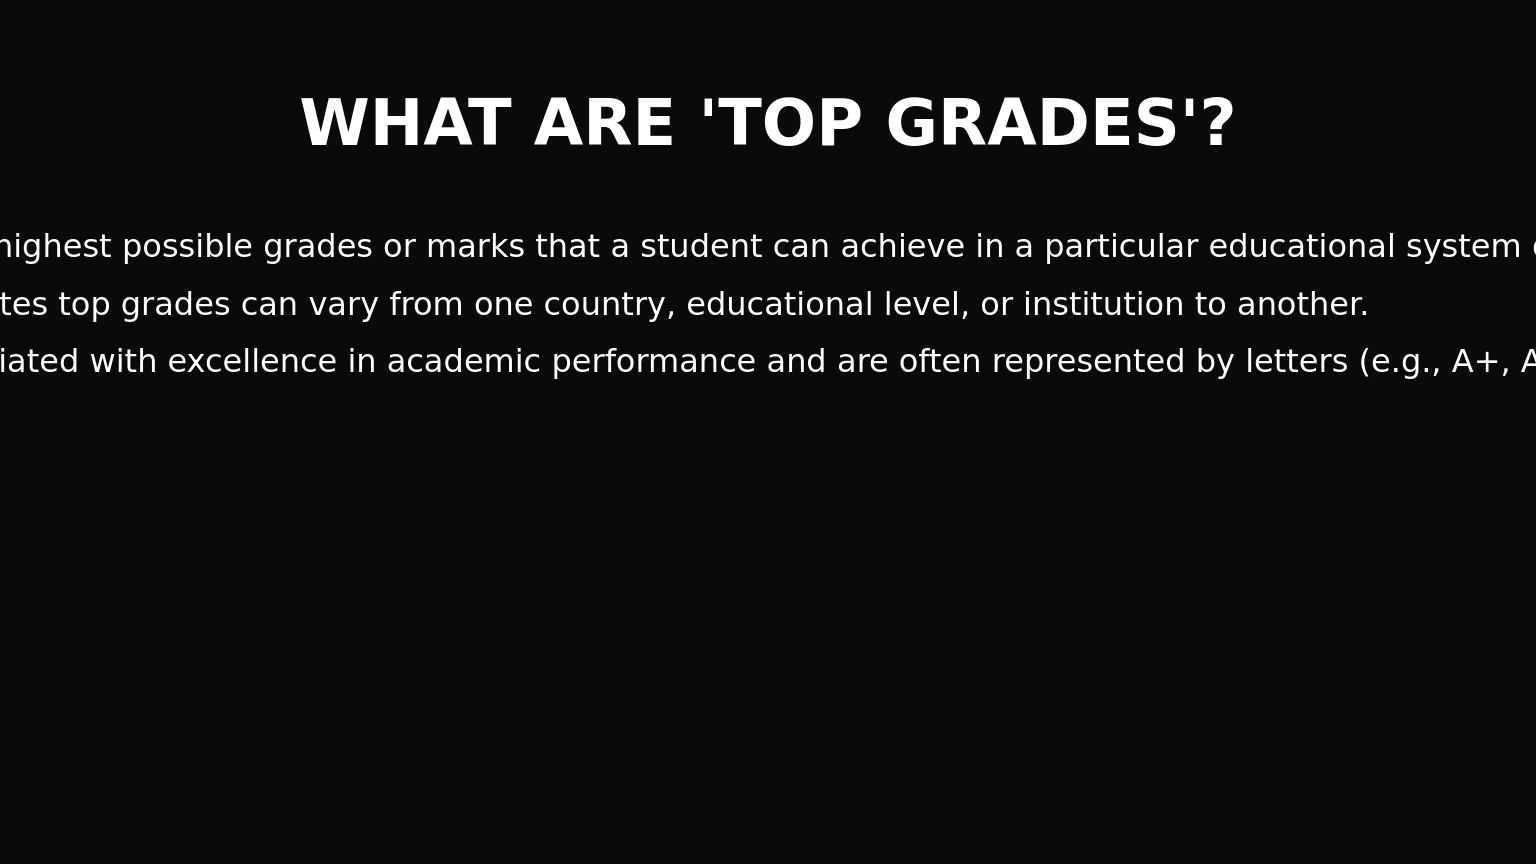 WHAT ARE 'TOP GRADES'?
highest possible grades or marks that a student can achieve in a particular educational system
tes top grades can vary from one country, educational level, or institution to another.
iated with excellence in academic performance and are often represented by letters (e.g., A+, A